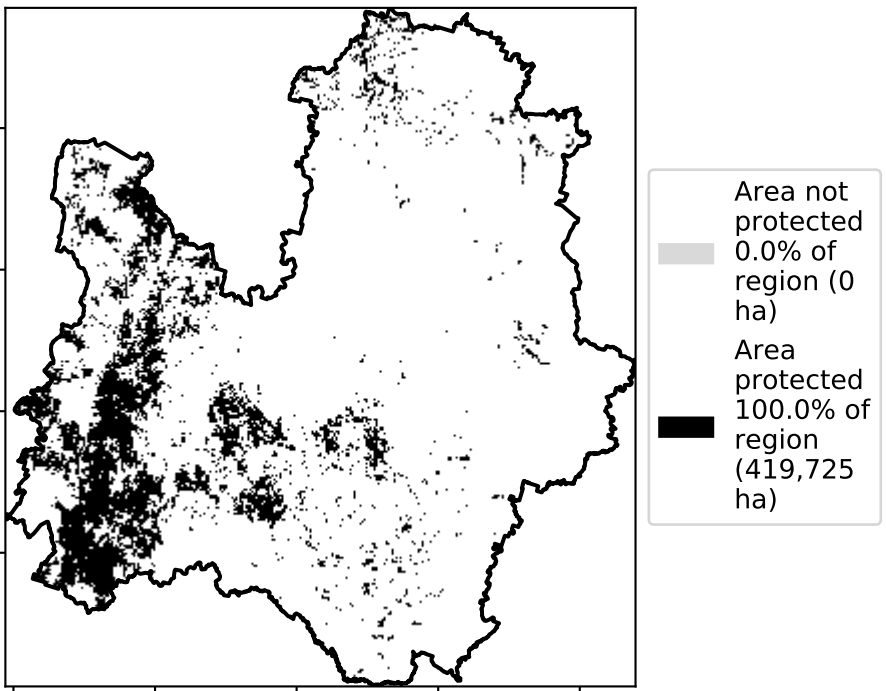 Area not
protected
0.0% of
region (0
ha)
Area
protected
100.0% of
region
(419,725
ha)